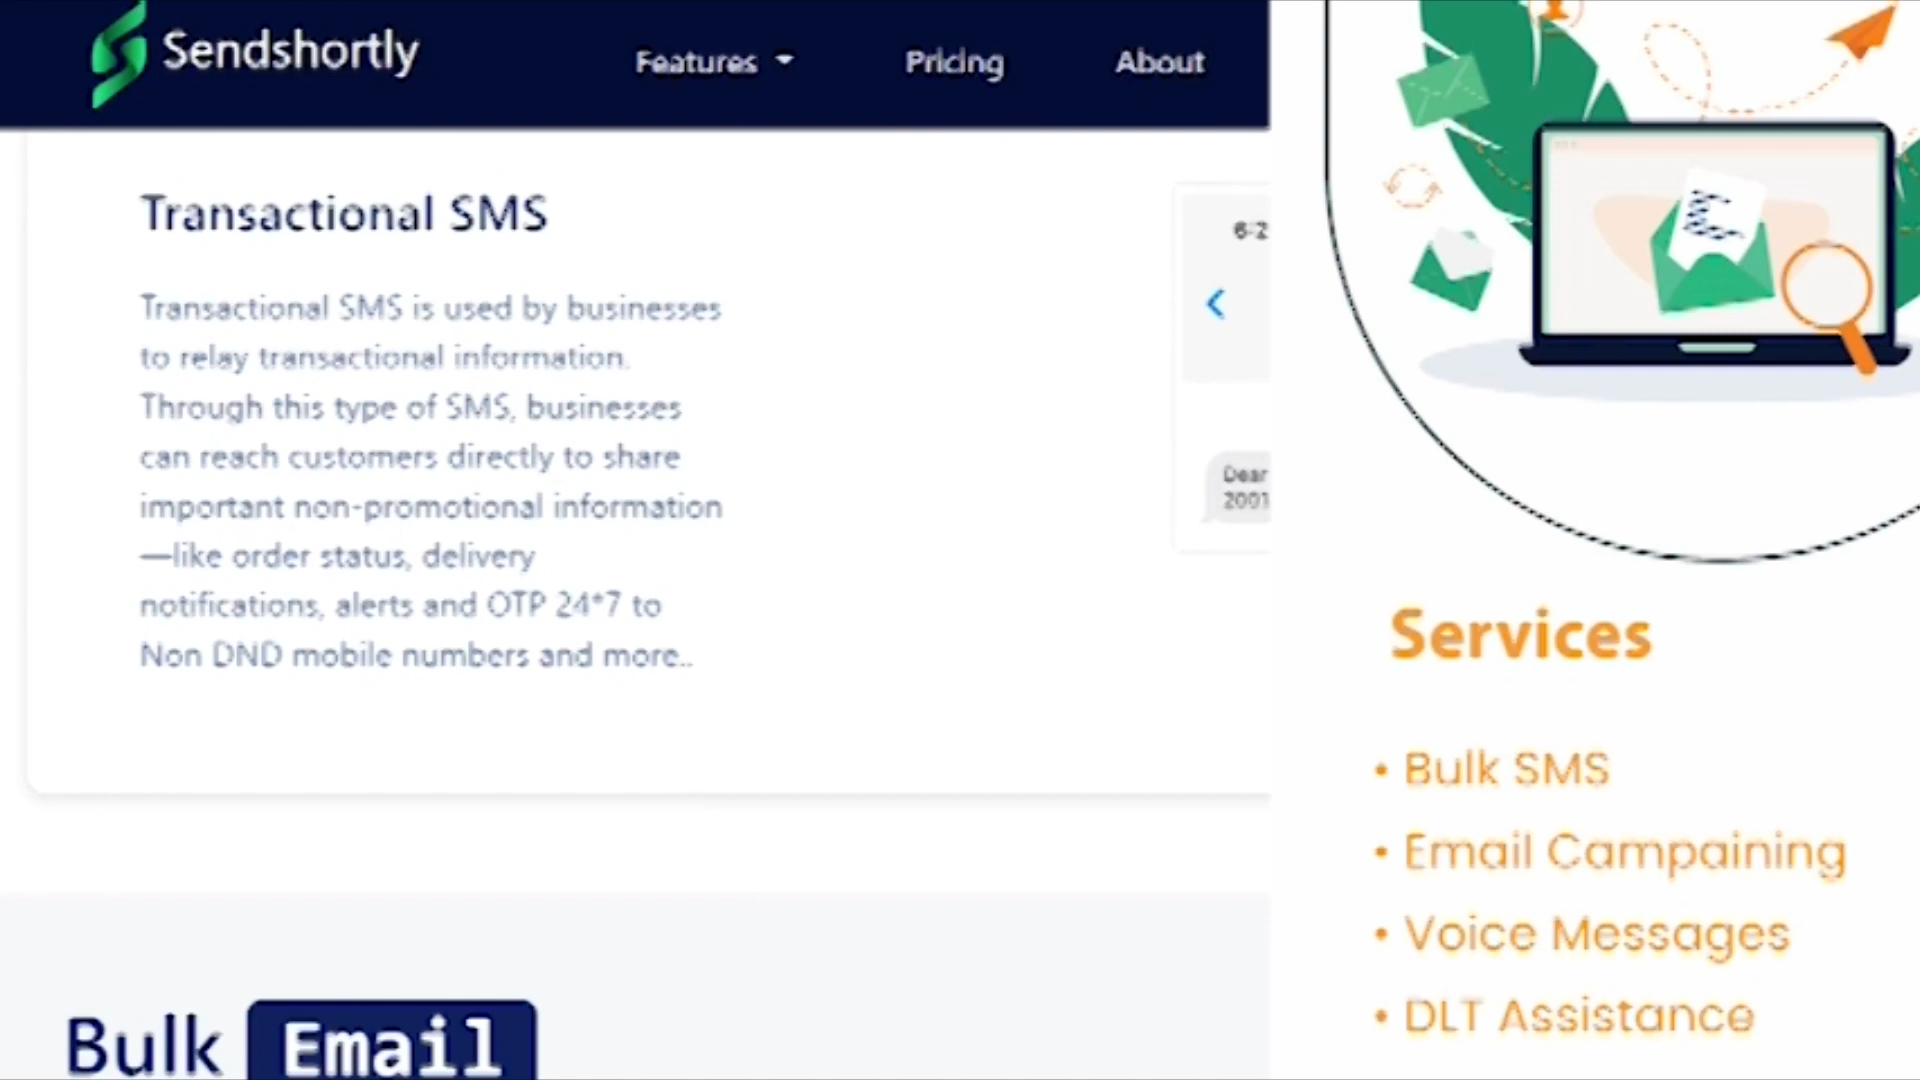 Sendshortly
Features
Pricing
About
Transactional SMS
Transactional SMS is used by businesses
to relay transactional information.
Through this type of SMS, businesses
can reach customers directly to share
important non-promotional information
—like order status, delivery
notifications, alerts and OTP 24*7 to
Non DND mobile numbers and more..
6:2
Dear
2001
Bulk Email
Services
• Bulk SMS
• Email Campaining
• Voice Messages
• DLT Assistance